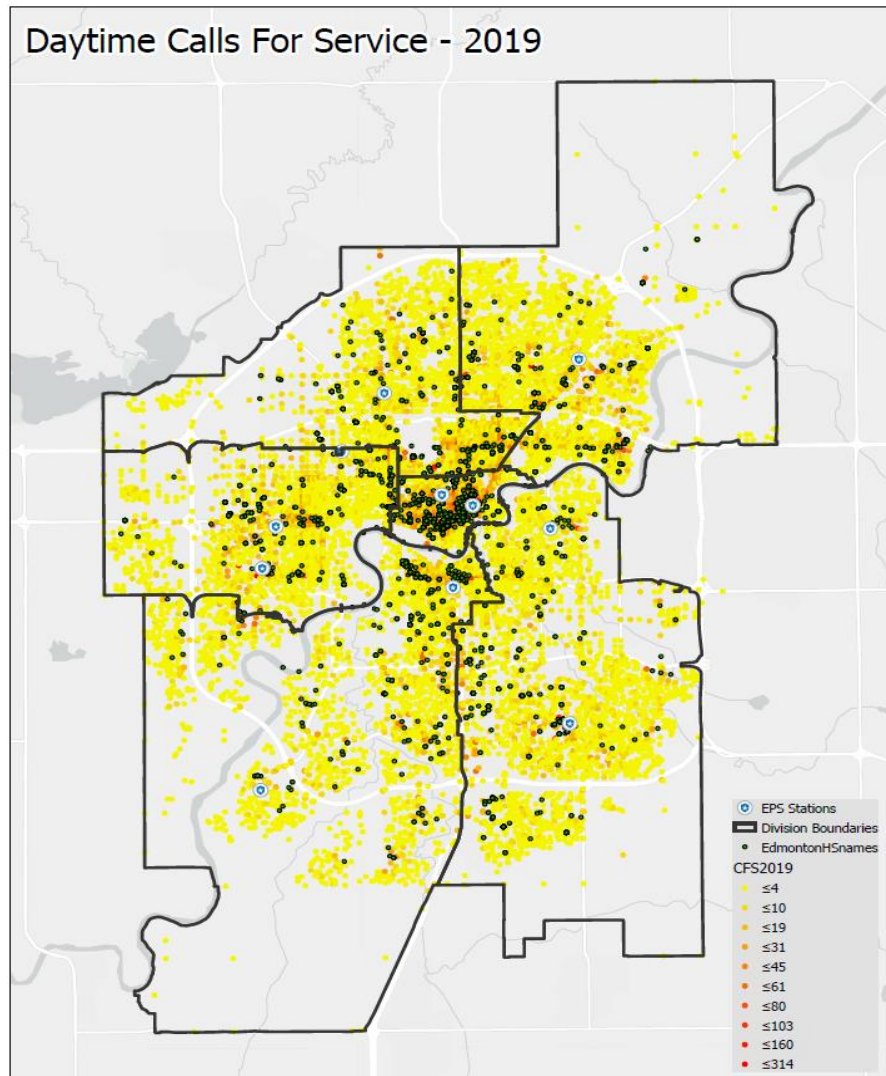 Daytime Calls For Service - 2019
EPS Stations
Division Boundaries
EdmontonHSnames
CFS2019
≤4
≤10
≤19
≤31
≤45
≤61
≤80
≤103
≤160
≤314